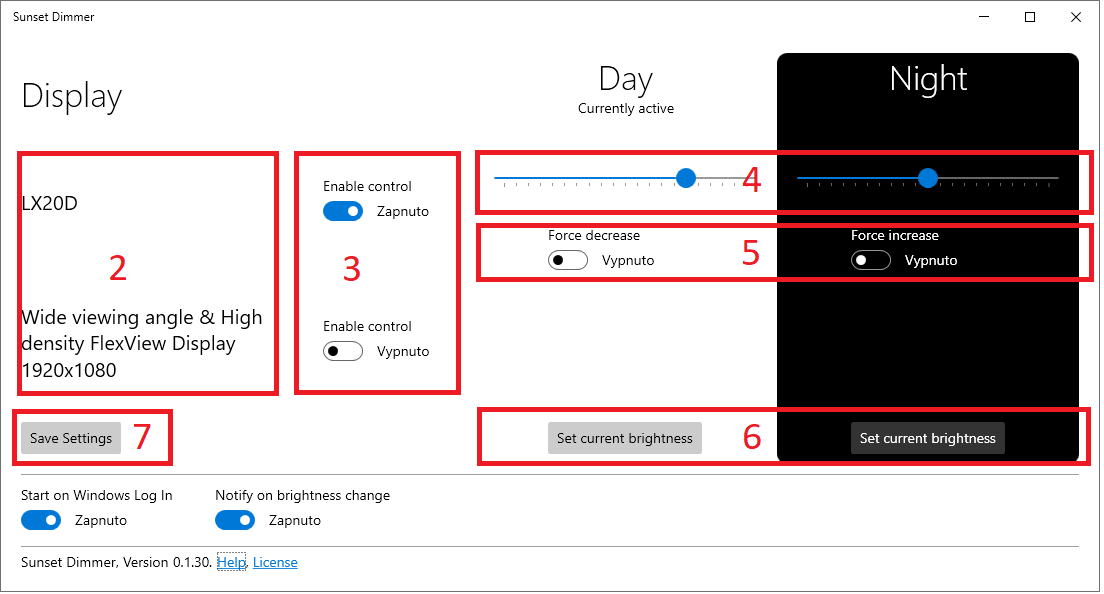 Sunset Dimmer
Display
Day
Currently active
Night
LX20D
2
Wide viewing angle & High
density FlexView Display
1920x1080
Enable control
Zapnuto
3
Enable control
Vypnuto
4
Force decrease
Vypnuto
5
Force increase
Vypnuto
Save Settings
7
Set current brightness
6
Set current brightness
Start on Windows Log In
Zapnuto
Notify on brightness change
Zapnuto
Sunset Dimmer, Version 0.1.30. Help, License